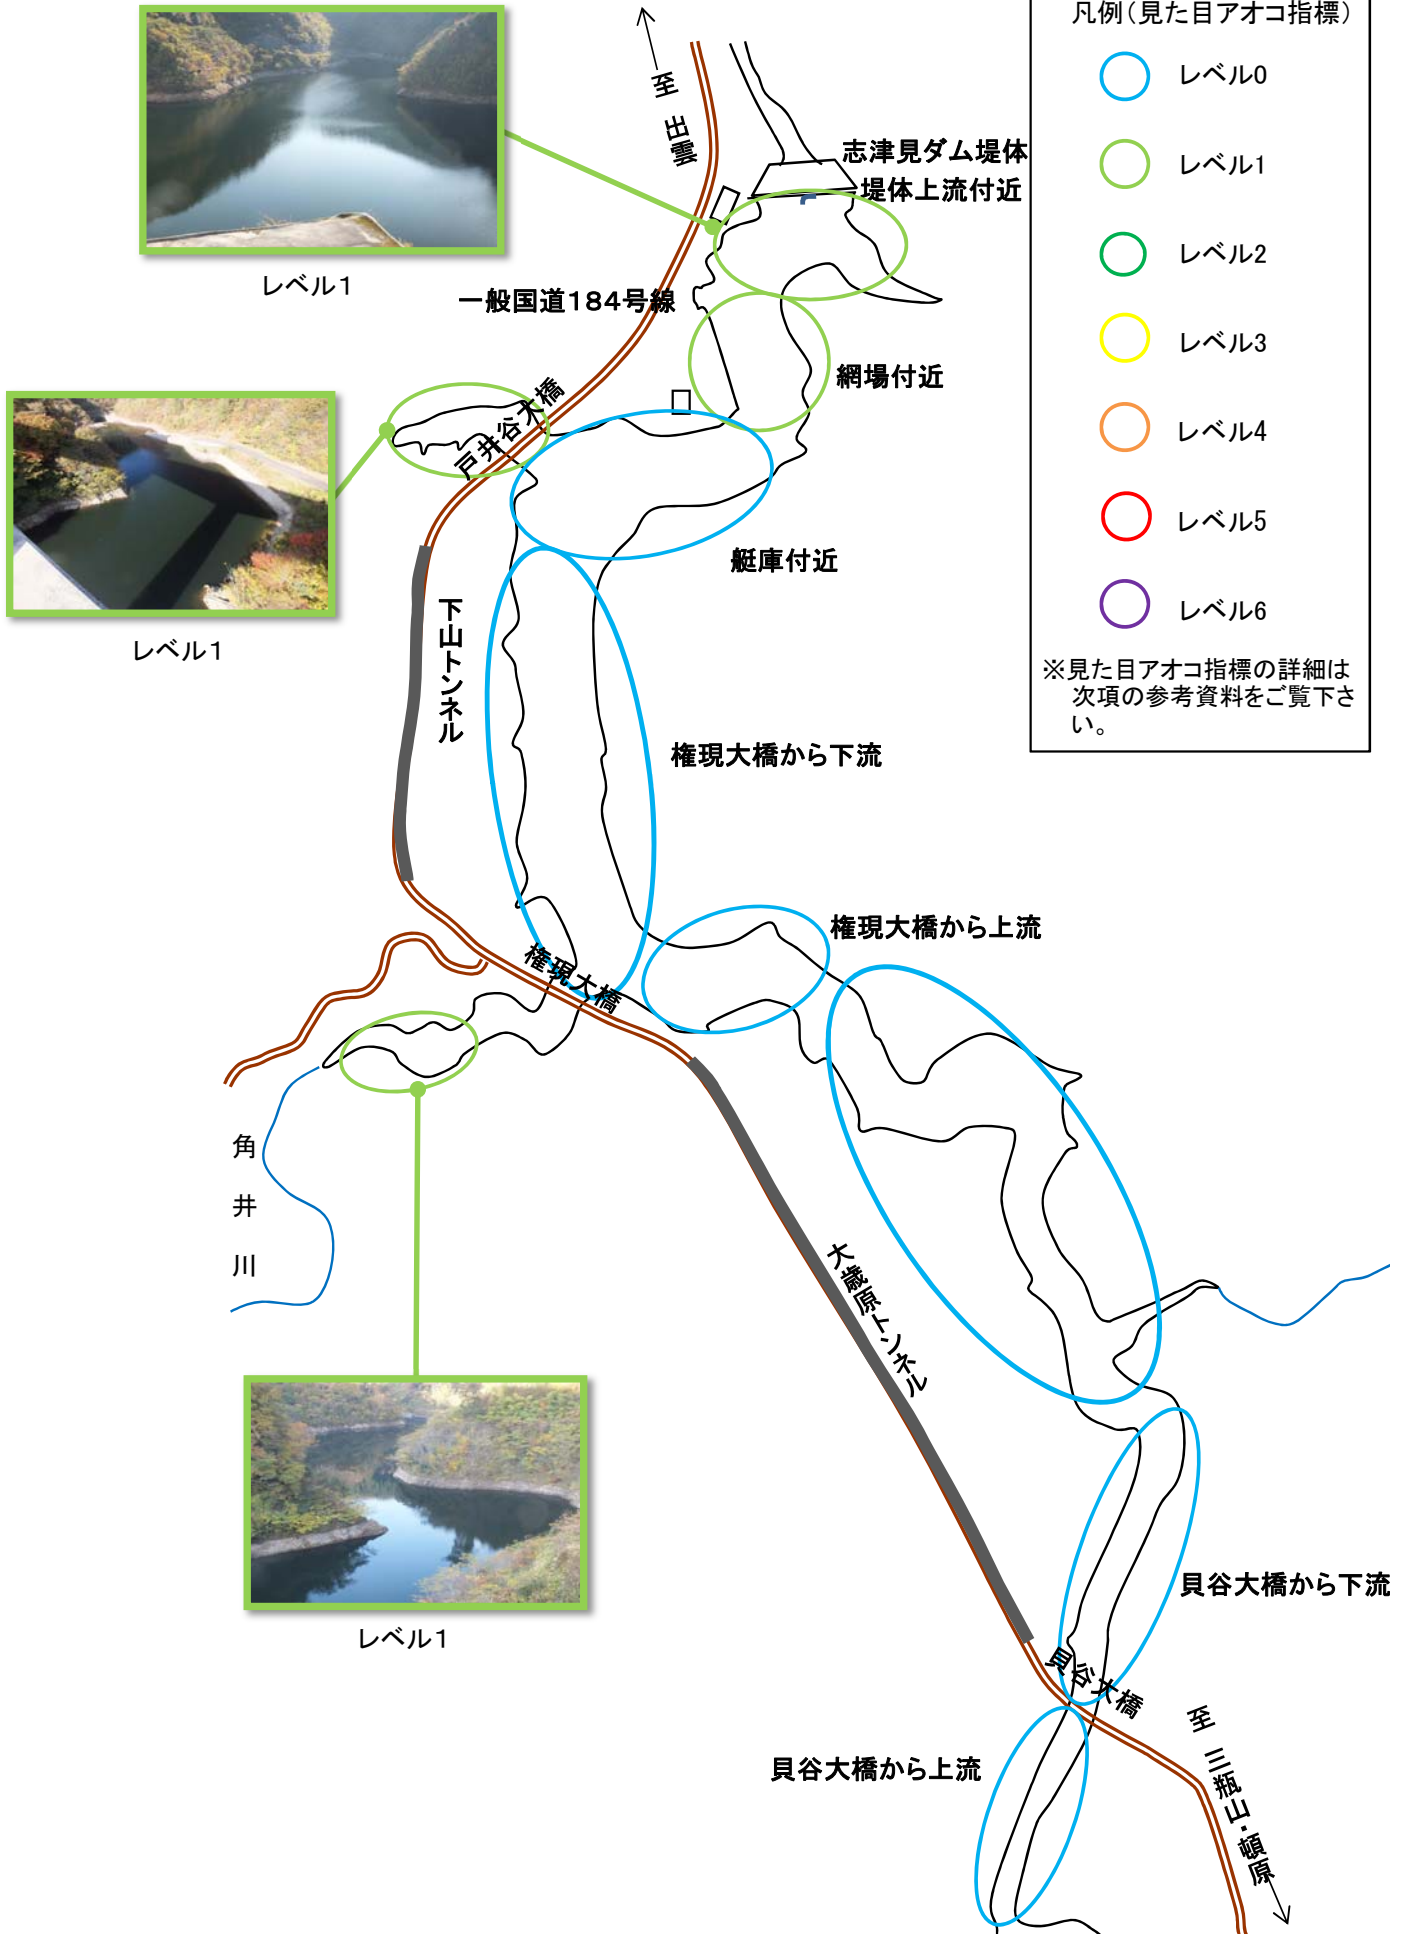 凡例（見た目アオコ指標）
レベル0
レベル1
レベル2
レベル3
レベル4
レベル5
レベル6
※見た目アオコ指標の詳細は
次項の参考資料をご覧下さ
い。
至 出雲
志津見ダム堤体
堤体上流付近
レベル1
一般国道184号線
網場付近
戸井谷大橋
艇庫付近
レベル1
下山トンネル
権現大橋から下流
権現大橋から上流
権現大橋
角井川
大歳原トンネル
レベル1
貝谷大橋から下流
貝谷大橋
至 三瓶山・頓原
貝谷大橋から上流